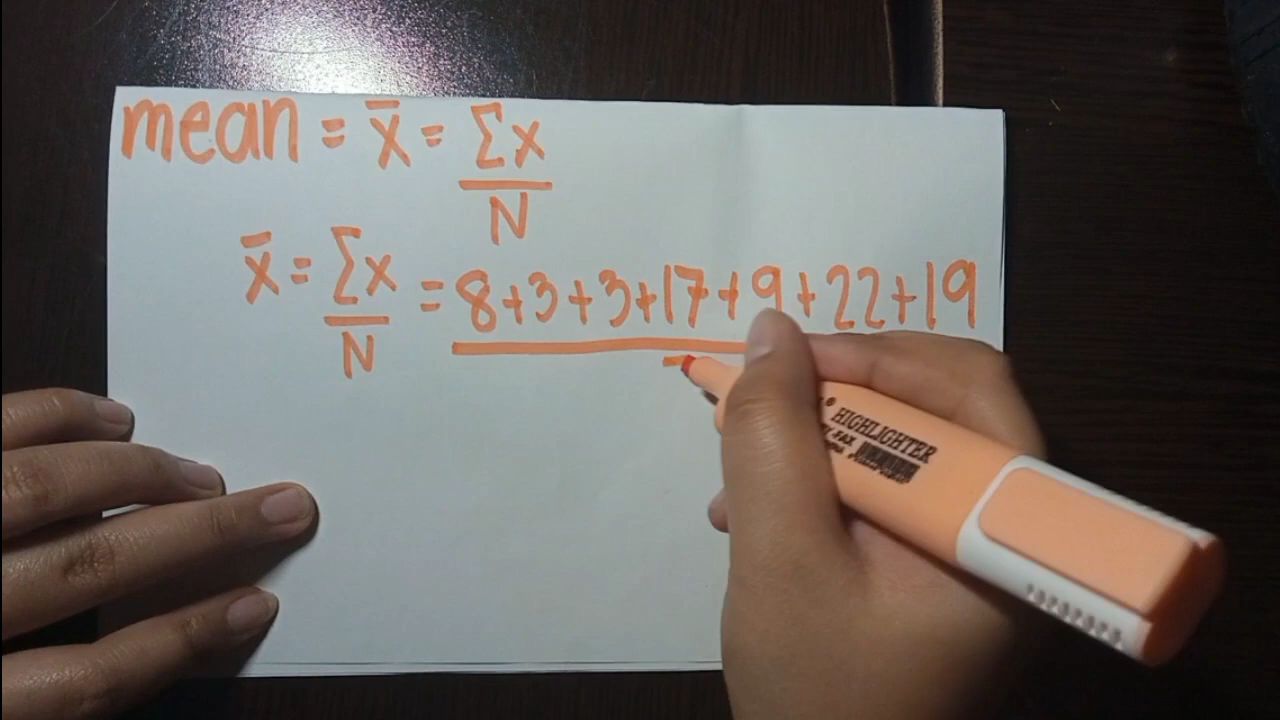 mean = x̄ = Σx / N
x̄ = Σx / N = 8+3+3+17+9+22+19
HIGHLIGHTER